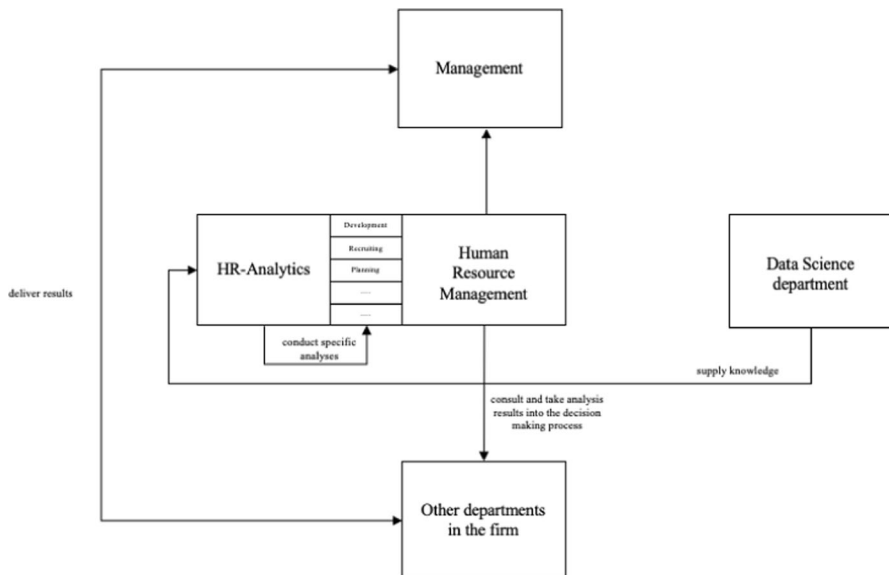 Management
Development
Recruiting
Planning
.....
.....
HR-Analytics
Human
Resource
Management
Data Science
department
deliver results
conduct specific
analyses
supply knowledge
consult and take analysis
results into the decision
making process
Other departments
in the firm